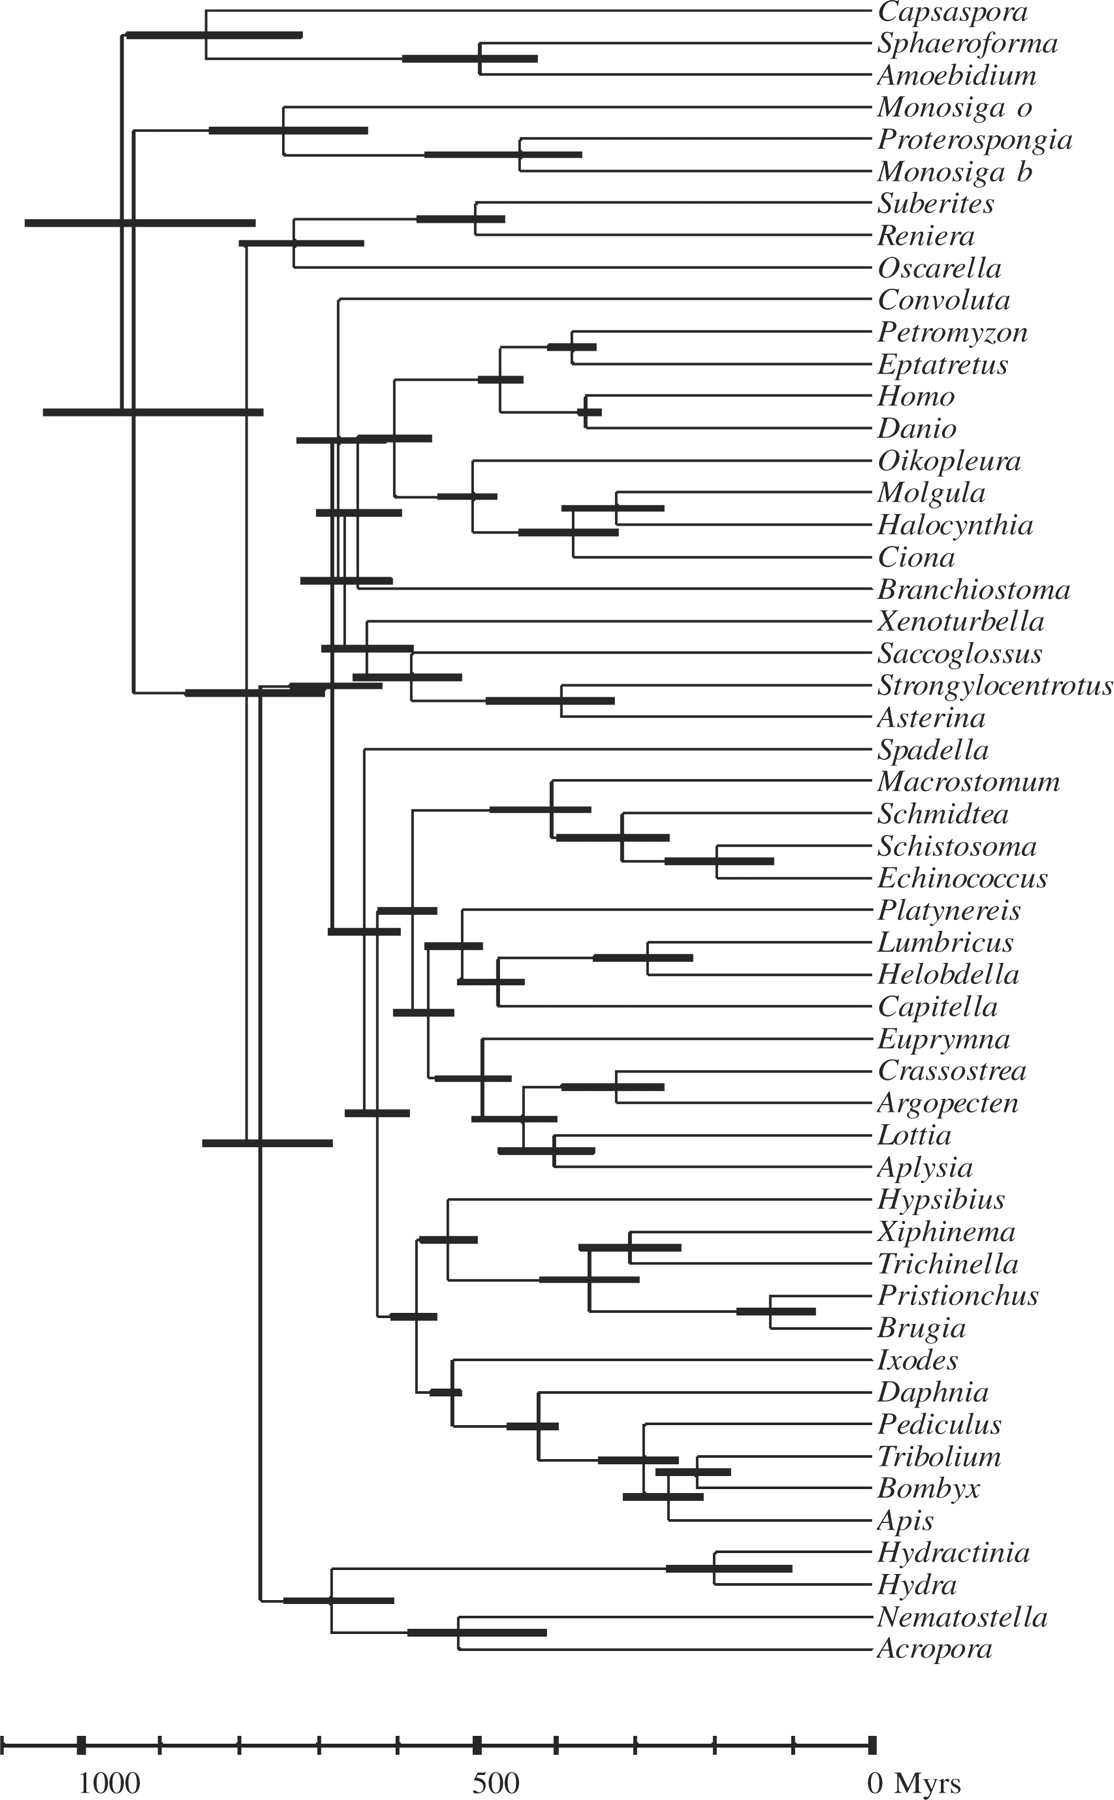 Capsaspora
Sphaeroforma
Amoebidium
Monosiga o
Proterospongia
Monosiga b
Suberites
Reniera
Oscarella
Convoluta
Petromyzon
Eptatretus
Homo
Danio
Oikopleura
Molgula
Halocynthia
Ciona
Branchiostoma
Xenoturbella
Saccoglossus
Strongylocentrotus
Asterina
Spadella
Macrostomum
Schmidtea
Schistosoma
Echinococcus
Platynereis
Lumbricus
Helobdella
Capitella
Euprymna
Crassostrea
Argopecten
Lottia
Aplysia
Hypsibius
Xiphinema
Trichinella
Pristionchus
Brugia
Ixodes
Daphnia
Pediculus
Tribolium
Bombyx
Apis
Hydractinia
Hydra
Nematostella
Acropora
1000 500 0 Myrs